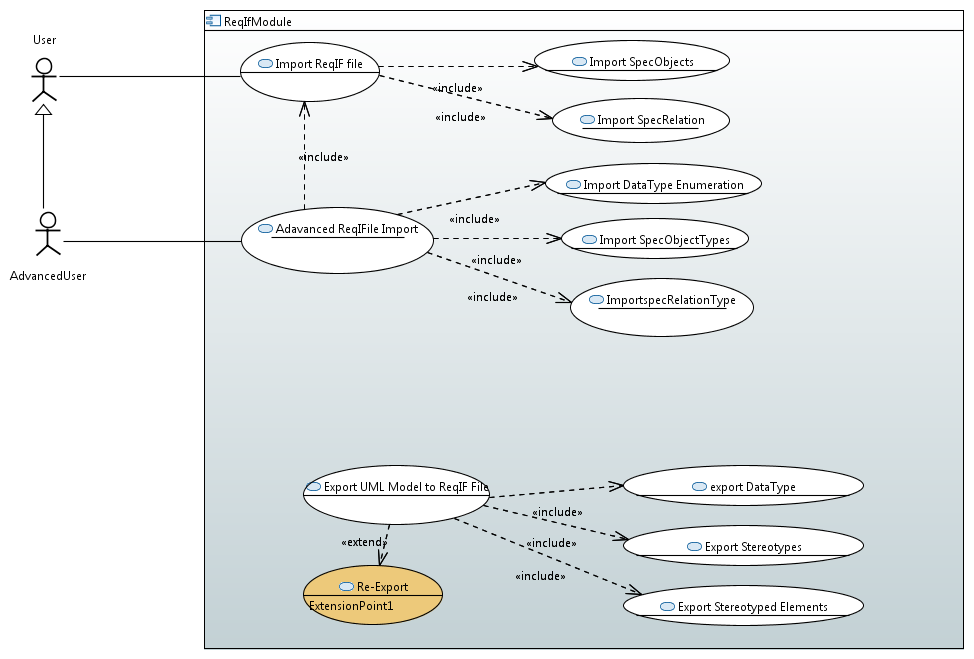 ReqIfModule
User
Import ReqIF file
Import SpecObjects
«include»
«include»
Import SpecRelation
«include»
Import DataType Enumeration
Adavanced ReqIFile Import
«include»
Import SpecObjectTypes
«include»
AdvancedUser
«include»
ImportspecRelationType
Export UML Model to ReqIF File
export DataType
«include»
«extend»
«include»
Export Stereotypes
«include»
Re-Export
ExtensionPoint1
Export Stereotyped Elements